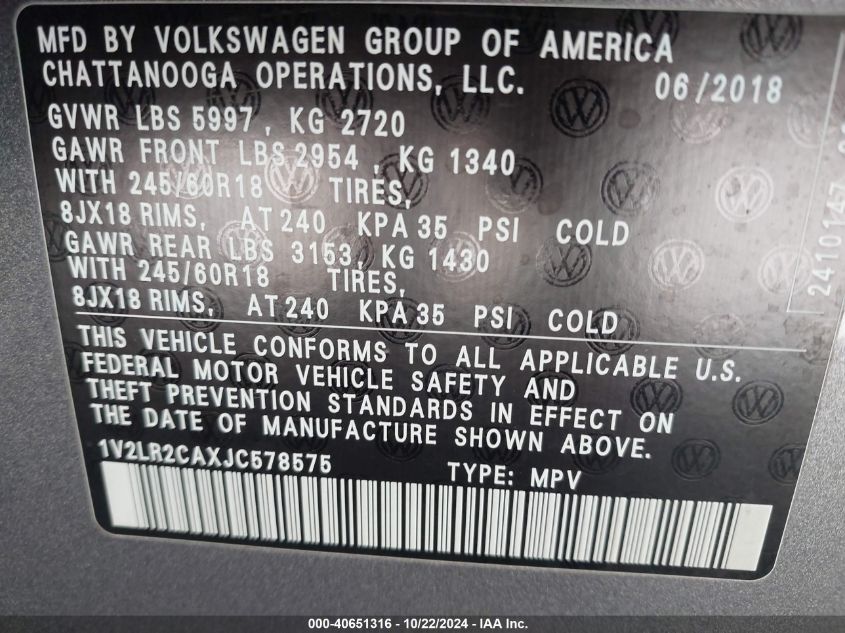 MFD BY VOLKSWAGEN GROUP OF AMERICA
CHATTANOOGA OPERATIONS, LLC. 06/2018
GVWR LBS 5997, KG 2720
GAWR FRONT LBS 2954, KG 1340
WITH 245/60R18 TIRES,
8JX18 RIMS, AT 240 KPA 35 PSI COLD
GAWR REAR LBS 3153, KG 1430
WITH 245/60R18 TIRES,
8JX18 RIMS, AT 240 KPA 35 PSI COLD
THIS VEHICLE CONFORMS TO ALL APPLICABLE U.S.
FEDERAL MOTOR VEHICLE SAFETY AND
THEFT PREVENTION STANDARDS IN EFFECT ON
THE DATE OF MANUFACTURE SHOWN ABOVE.
1V2LR2CAXJC578575 TYPE: MPV
2410147
000-40651316 - 10/22/2024 - IAA Inc.